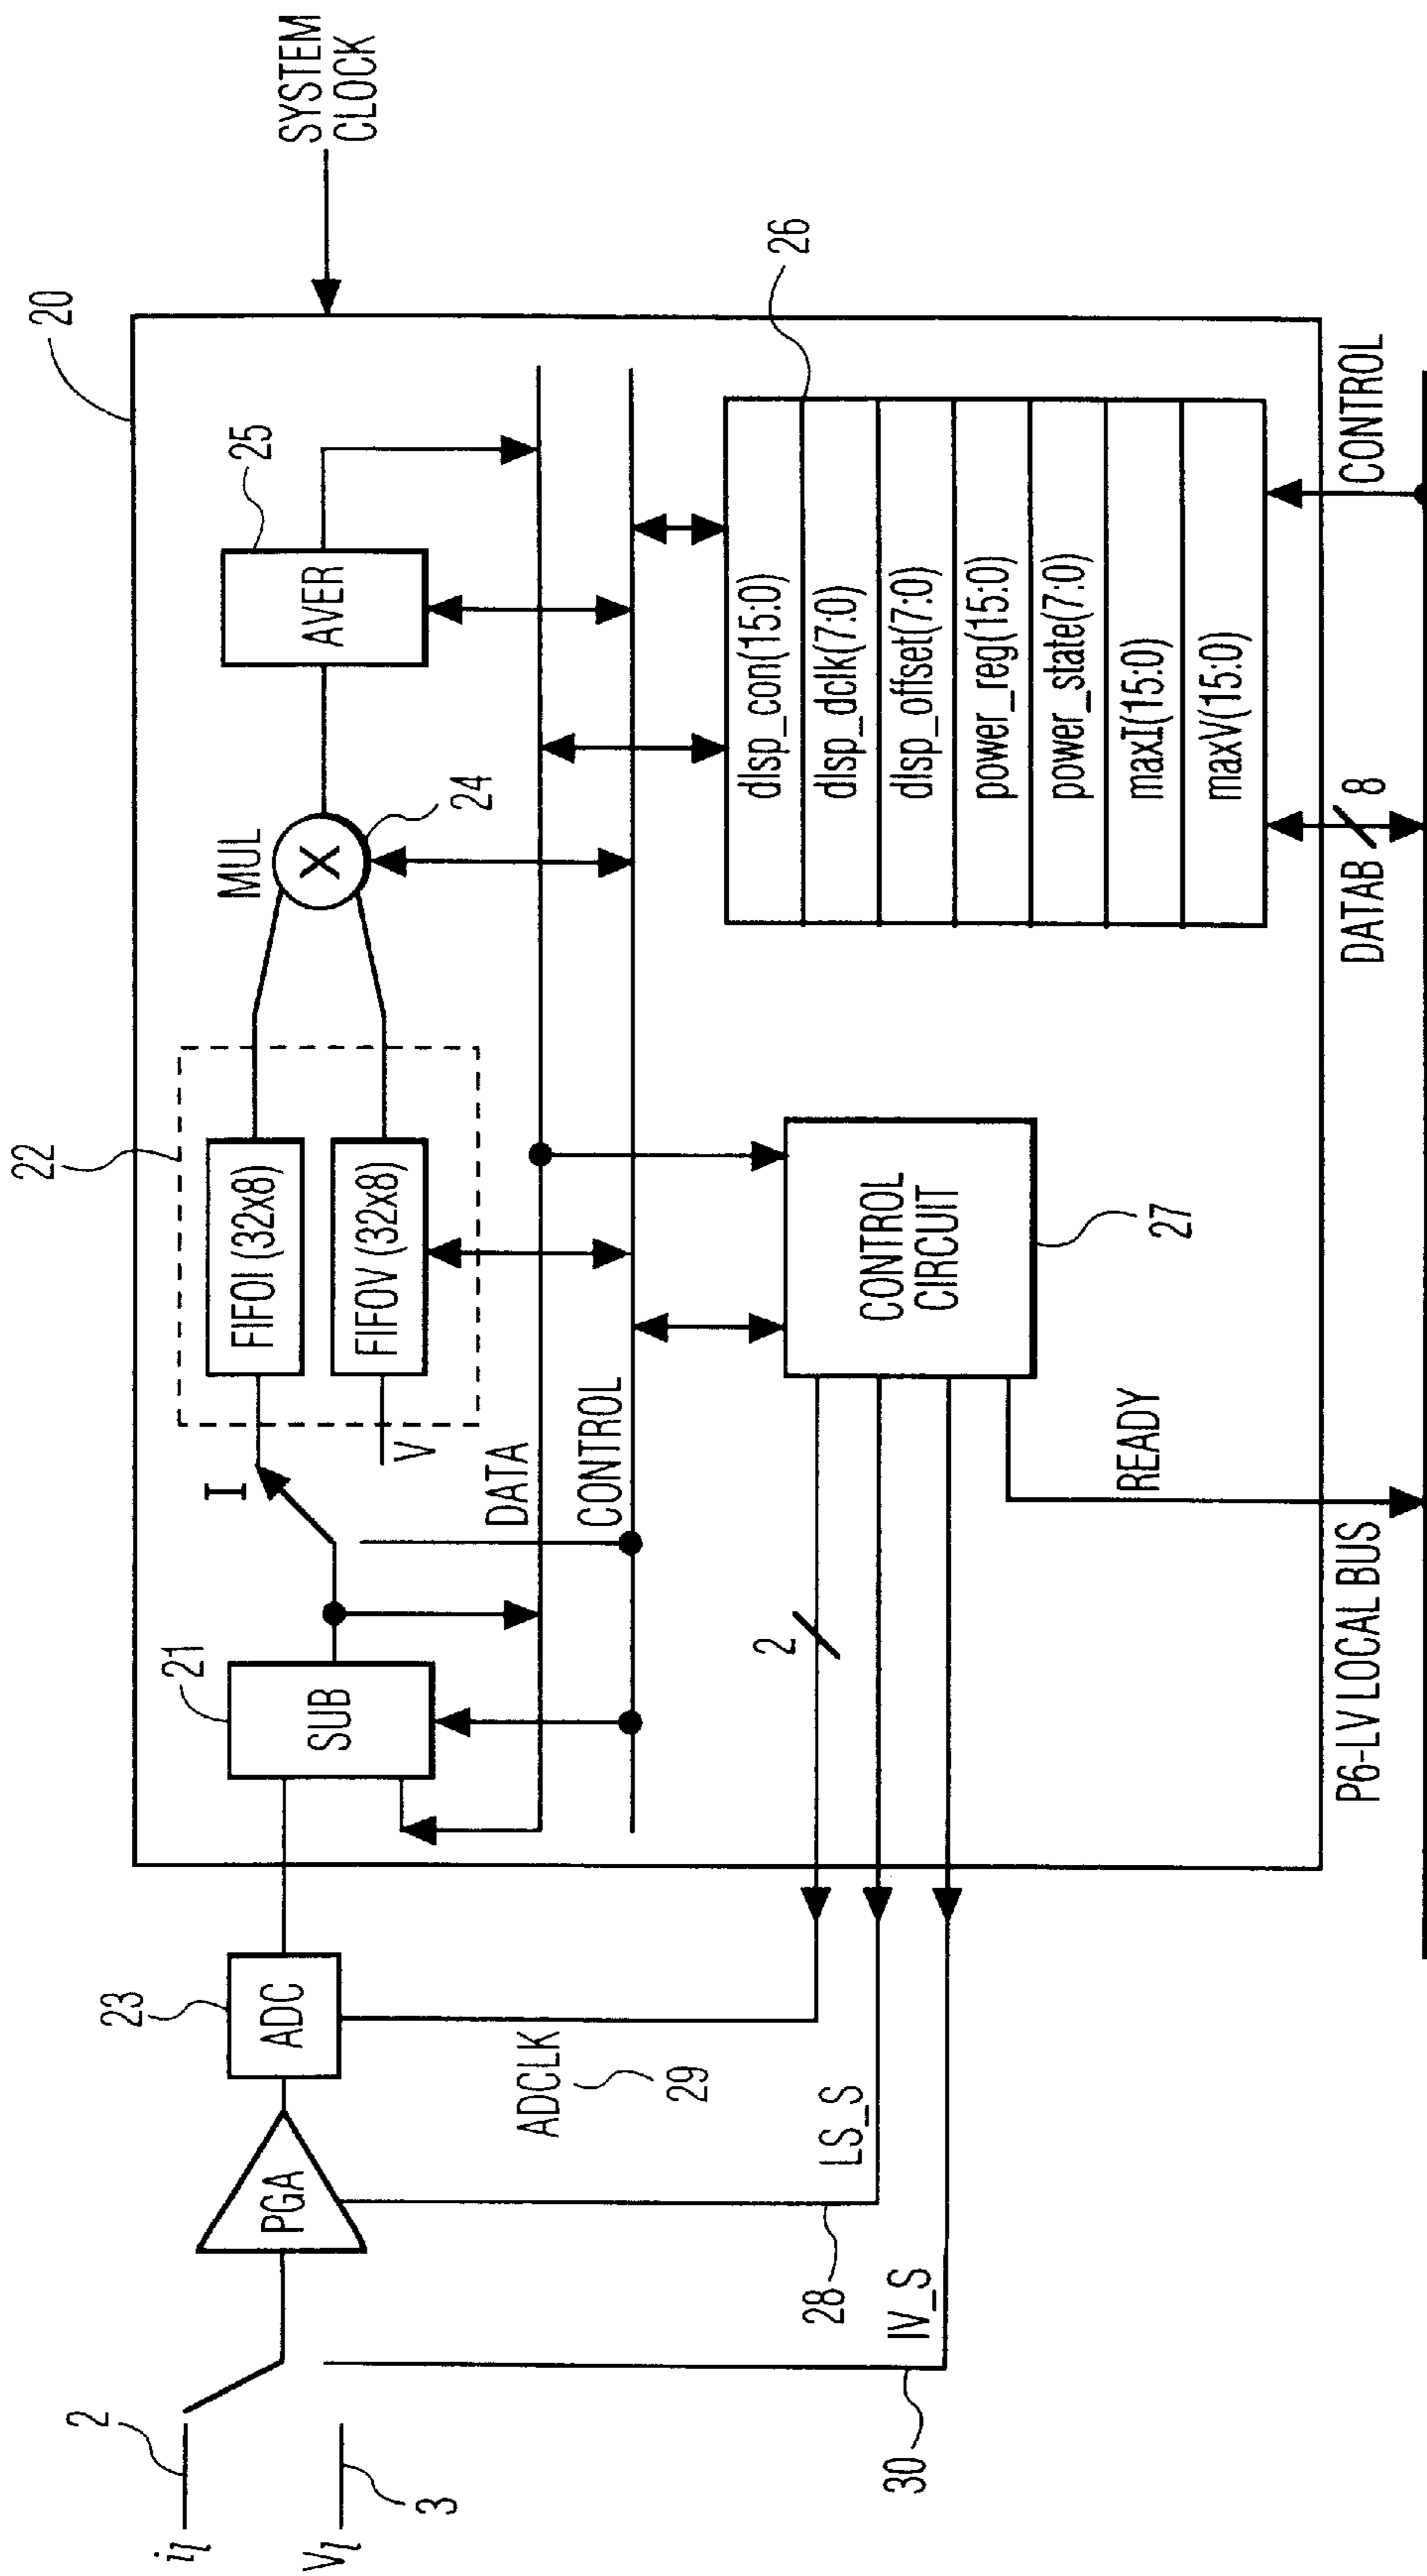 SYSTEM
CLOCK
20
22
MUL
25
AVER
24
X
FIFOI (32x8)
FIFOV (32x8)
I
V
21
SUB
23
ADC
PGA
2
i_l
V_l
3
DATA
CONTROL
26
dlsp_con(15:0)
dlsp_dclk(7:0)
dlsp_offset(7:0)
power_reg(15:0)
power_state(7:0)
maxI(15:0)
maxV(15:0)
CONTROL
CIRCUIT
27
2
ADCLK
29
LS_S
28
IV_S
30
READY
P6-LV LOCAL BUS
DATAB
8
CONTROL